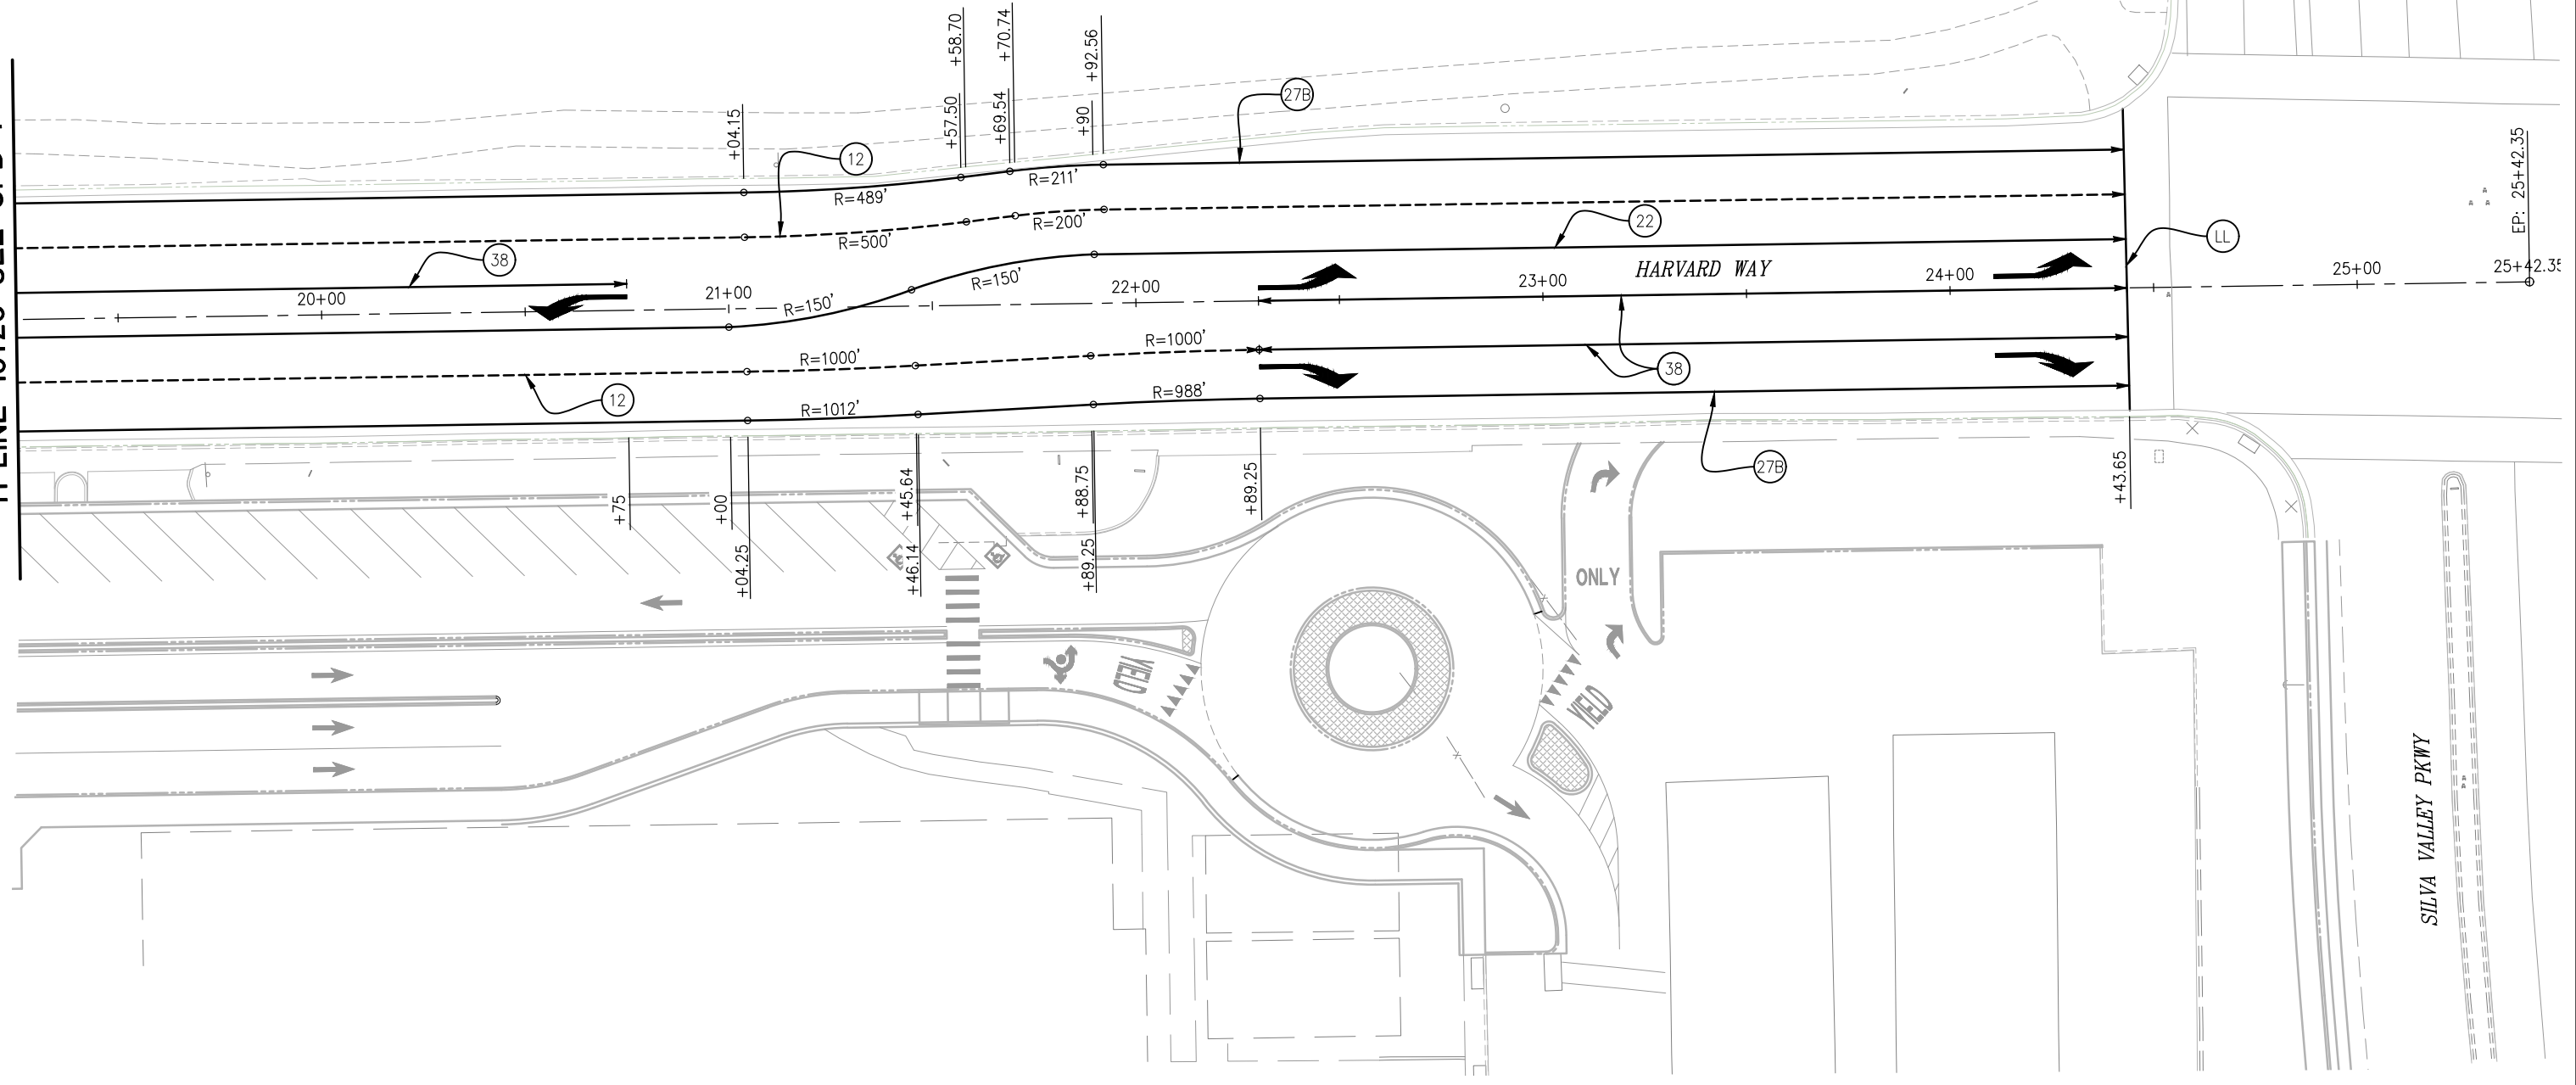 +58.70
+70.74
+92.56
+04.15
+57.50
+69.54
+90
27B
12
R=489'
R=211'
R=500'
R=200'
22
LL
EP: 25+42.35
38
20+00
21+00
22+00
23+00
HARVARD WAY
24+00
25+00
25+42.35
R=150'
R=150'
R=1000'
R=1000'
38
12
R=1012'
R=988'
27B
+75
+00
+04.25
+45.64
+46.14
+88.75
+89.25
+89.25
+43.65
ONLY
YIELD
YIELD
SILVA VALLEY PKWY